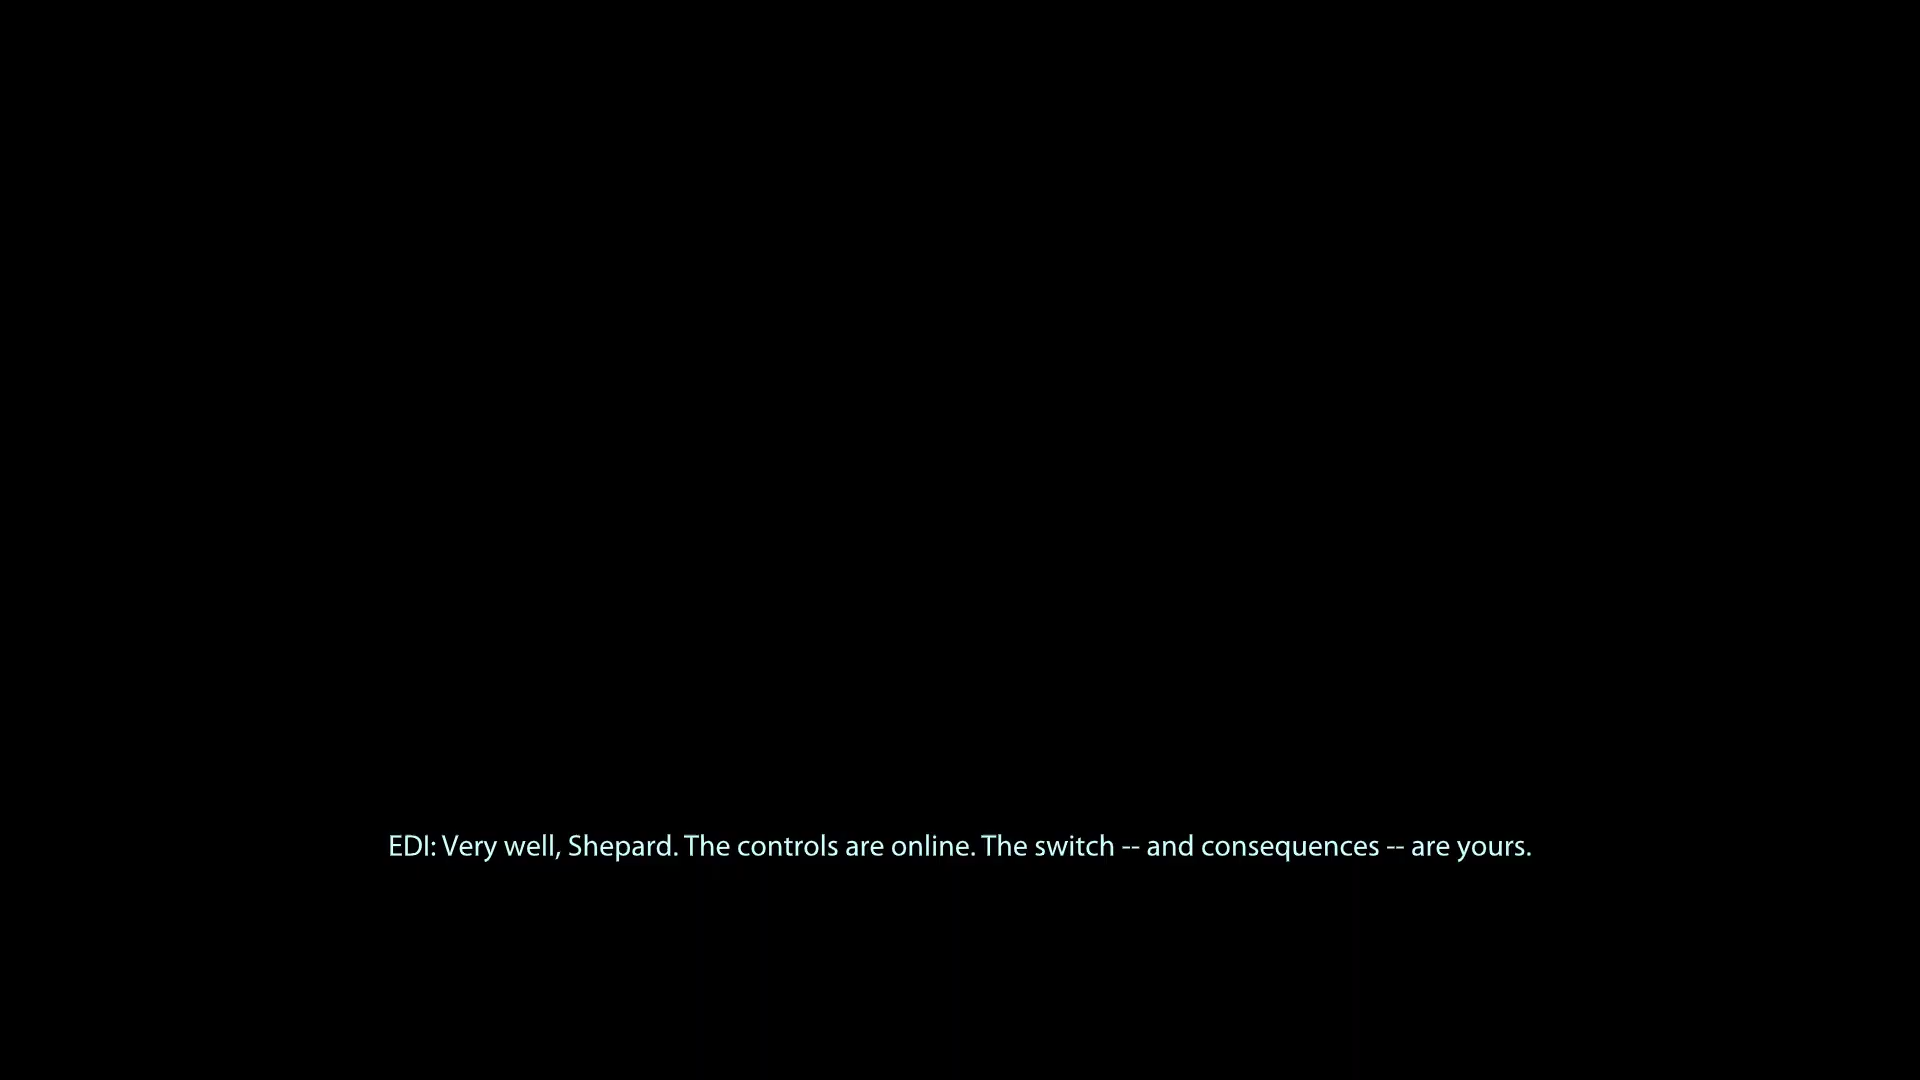 EDI: Very well, Shepard. The controls are online. The switch -- and consequences -- are yours.